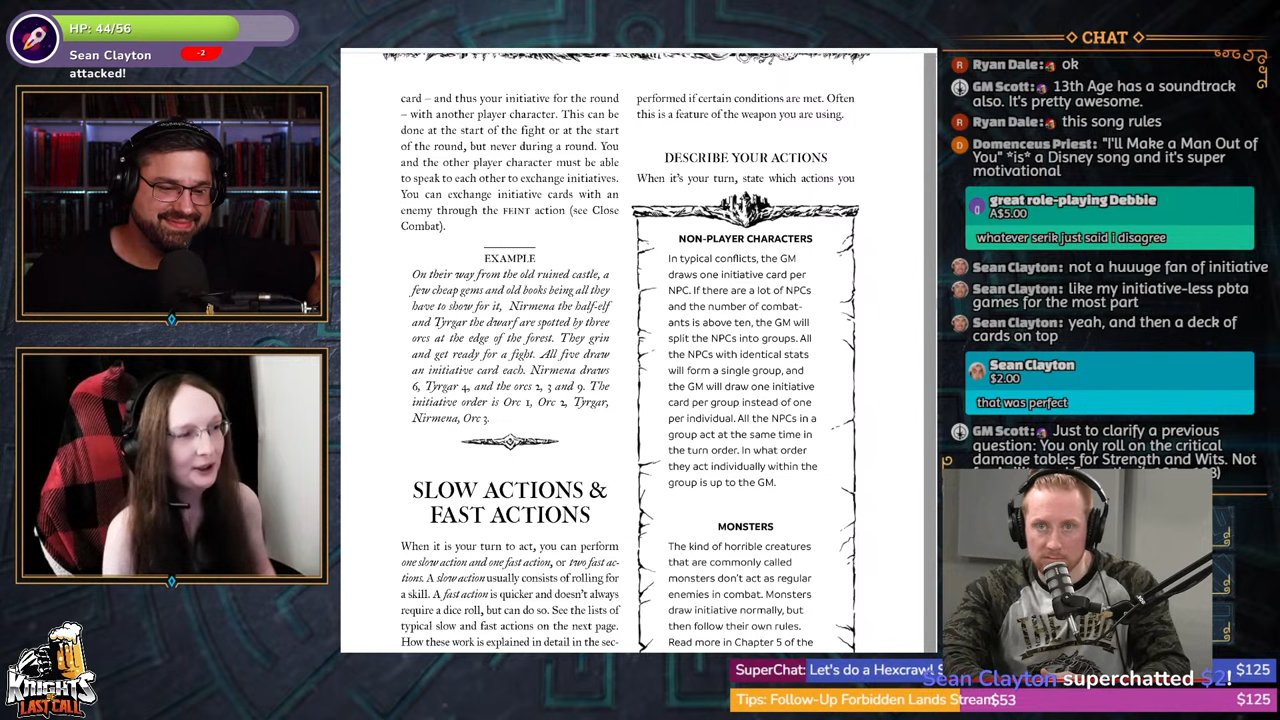 HP: 44/56
Sean Clayton
-2
attacked!
card – and thus your initiative for the round
– with another player character. This can be
done at the start of the fight or at the start
of the round, but never during a round. You
and the other player character must be able
to speak to each other to exchange initiatives.
You can exchange initiative cards with an
enemy through the FEINT action (see Close
Combat).
EXAMPLE
On their way from the old ruined castle, a
few cheap gems and old books being all they
have to show for it, Nirmena the half-elf
and Tyrgar the dwarf are spotted by three
orcs at the edge of the forest. They grin
and get ready for a fight. All five draw
an initiative card each. Nirmena draws
6, Tyrgar 4, and the orcs 2, 3 and 9. The
initiative order is Orc 1, Orc 2, Tyrgar,
Nirmena, Orc 3.
SLOW ACTIONS &
FAST ACTIONS
When it is your turn to act, you can perform
one slow action and one fast action, or two fast ac-
tions. A slow action usually consists of rolling for
a skill. A fast action is quicker and doesn't always
require a dice roll, but can do so. See the lists of
typical slow and fast actions on the next page.
How these work is explained in detail in the sec-
performed if certain conditions are met. Often
this is a feature of the weapon you are using.
DESCRIBE YOUR ACTIONS
When it's your turn, state which actions you
NON-PLAYER CHARACTERS
In typical conflicts, the GM
draws one initiative card per
NPC. If there are a lot of NPCs
and the number of combat-
ants is above ten, the GM will
split the NPCs into groups. All
the NPCs with identical stats
will form a single group, and
the GM will draw one initiative
card per group instead of one
per individual. All the NPCs in a
group act at the same time in
the turn order. In what order
they act individually within the
group is up to the GM.
MONSTERS
The kind of horrible creatures
that are commonly called
monsters don't act as regular
enemies in combat. Monsters
draw initiative normally, but
then follow their own rules.
Read more in Chapter 5 of the
CHAT
R Ryan Dale: ok
GM Scott: 13th Age has a soundtrack
also. It's pretty awesome.
R Ryan Dale: this song rules
D Domenceus Priest: "I'll Make a Man Out of
You" *is* a Disney song and it's super
motivational
great role-playing Debbie
A$5.00
whatever serik just said i disagree
Sean Clayton: not a huuuge fan of initiative
Sean Clayton: like my initiative-less pbta
games for the most part
Sean Clayton: yeah, and then a deck of
cards on top
Sean Clayton
$2.00
that was perfect
GM Scott: Just to clarify a previous
question: You only roll on the critical
damage tables for Strength and Wits. Not
SuperChat: Let's do a Hexcrawl
$125
Sean Clayton superchatted $2!
Tips: Follow-Up Forbidden Lands Stream
$53
$125
KNIGHTS
OF
LAST CALL